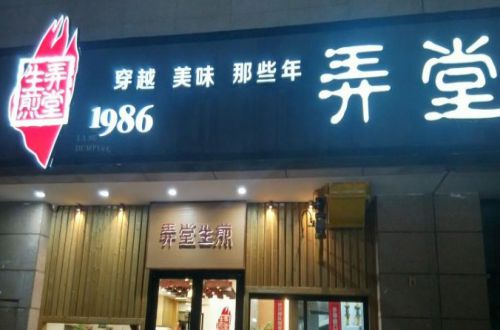 弄堂
生煎
穿越 美味 那些年
1986
弄堂
弄堂生煎